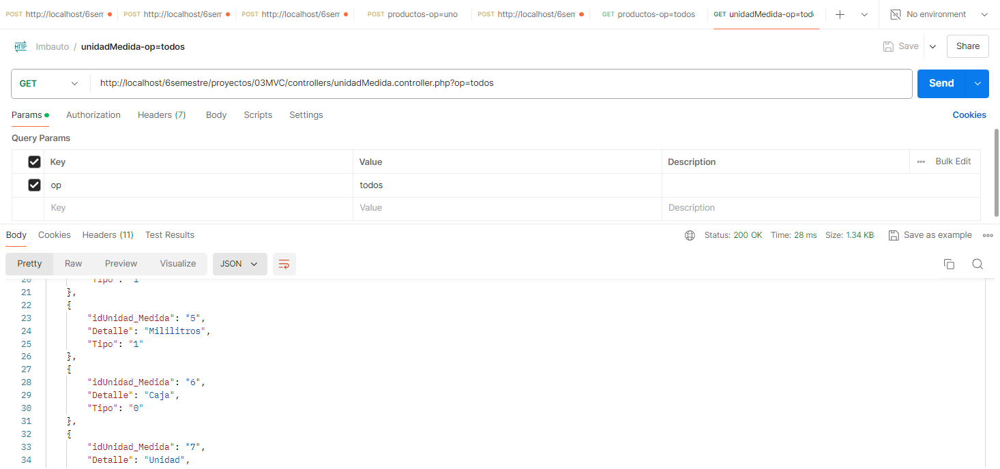 POST http://localhost/6sem POST http://localhost/6sem POST http://localhost/6sem POST productos-op=uno POST http://localhost/6sem GET productos-op=todos GET unidadMedida-op=tod No environment
HTTP Imbauto / unidadMedida-op=todos Save Share
GET http://localhost/6semestre/proyectos/03MVC/controllers/unidadMedida.controller.php?op=todos Send
Params Authorization Headers (7) Body Scripts Settings Cookies
Query Params
Key Value Description Bulk Edit
op todos
Key Value Description
Body Cookies Headers (11) Test Results Status: 200 OK Time: 28 ms Size: 1.34 KB Save as example
Pretty Raw Preview Visualize JSON
20 "Tipo": "1"
21 },
22 {
23 "idUnidad_Medida": "5",
24 "Detalle": "Mililitros",
25 "Tipo": "1"
26 },
27 {
28 "idUnidad_Medida": "6",
29 "Detalle": "Caja",
30 "Tipo": "0"
31 },
32 {
33 "idUnidad_Medida": "7",
34 "Detalle": "Unidad",